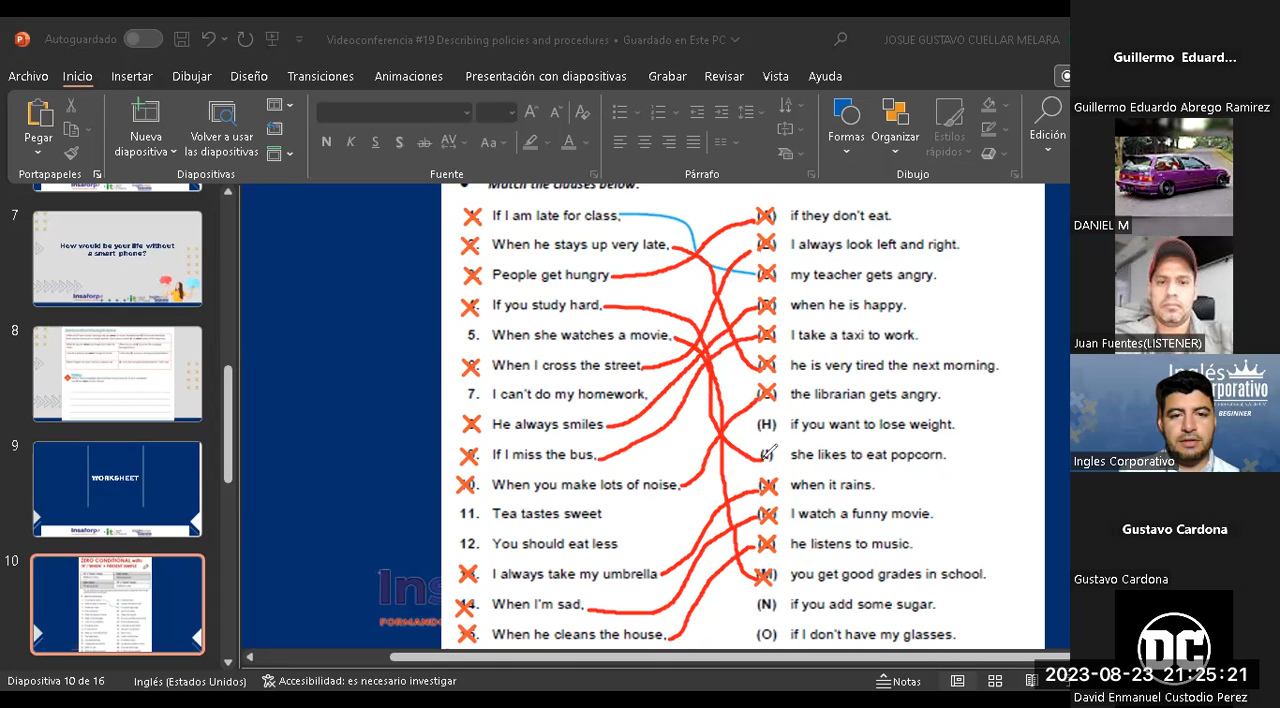 Autoguardado
Videoconferencia #19 Describing policies and procedures • Guardado en Este PC
JOSUE GUSTAVO CUELLAR MELARA
Archivo Inicio Insertar Dibujar Diseño Transiciones Animaciones Presentación con diapositivas Grabar Revisar Vista Ayuda
Pegar
Nueva diapositiva
Volver a usar las diapositivas
N K S S ab AV Aa A
Formas Organizar Estilos rápidos Edición
Portapapeles Diapositivas Fuente Párrafo Dibujo
7
How would be your life without
a smart phone?
Insaforp
8
9
WORKSHEET
Insaforp
10
ZERO CONDITIONAL with:
Match the clauses below.
If I am late for class, if they don't eat.
When he stays up very late, I always look left and right.
People get hungry my teacher gets angry.
If you study hard, when he is happy.
5. When she watches a movie, I take a taxi to work.
When I cross the street, he is very tired the next morning.
7. I can't do my homework, the librarian gets angry.
He always smiles (H) if you want to lose weight.
If I miss the bus, she likes to eat popcorn.
When you make lots of noise, when it rains.
11. Tea tastes sweet I watch a funny movie.
12. You should eat less he listens to music.
I always take my umbrella you get good grades in school.
When I'm sad, (N) if you add some sugar.
When he cleans the house, (O) if I don't have my glasses.
Diapositiva 10 de 16 Inglés (Estados Unidos) Accesibilidad: es necesario investigar Notas
Guillermo Eduard...
Guillermo Eduardo Abrego Ramirez
DANIEL M
Juan Fuentes(LISTENER)
Inglés
Corporativo
BEGINNER
Ingles Corporativo
Gustavo Cardona
Gustavo Cardona
DC
2023-08-23 21:25:21
David Enmanuel Custodio Perez